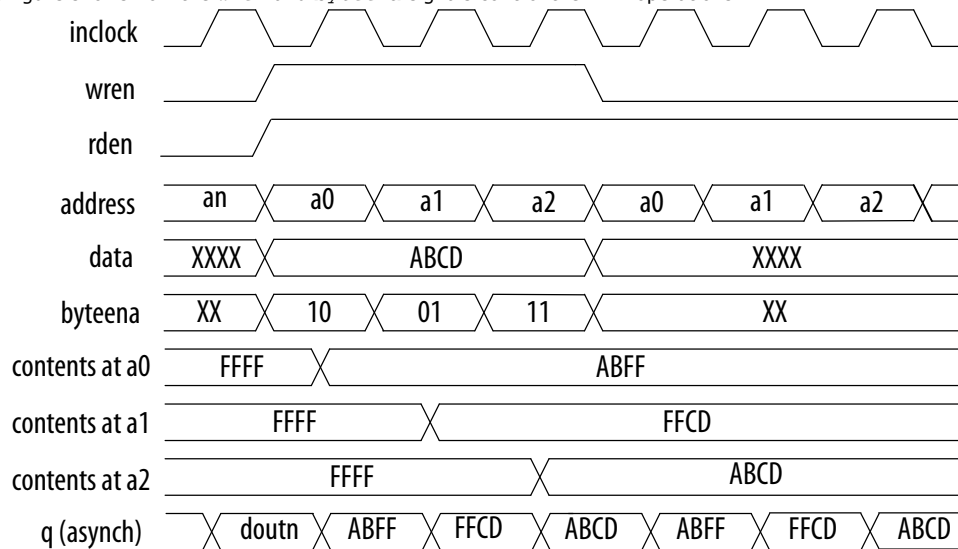 inclock
wren
rden
address an a0 a1 a2 a0 a1 a2
data XXXX ABCD XXXX
byteena XX 10 01 11 XX
contents at a0 FFFF ABFF
contents at a1 FFFF FFCD
contents at a2 FFFF ABCD
q (asynch) doutn ABFF FFCD ABCD ABFF FFCD ABCD